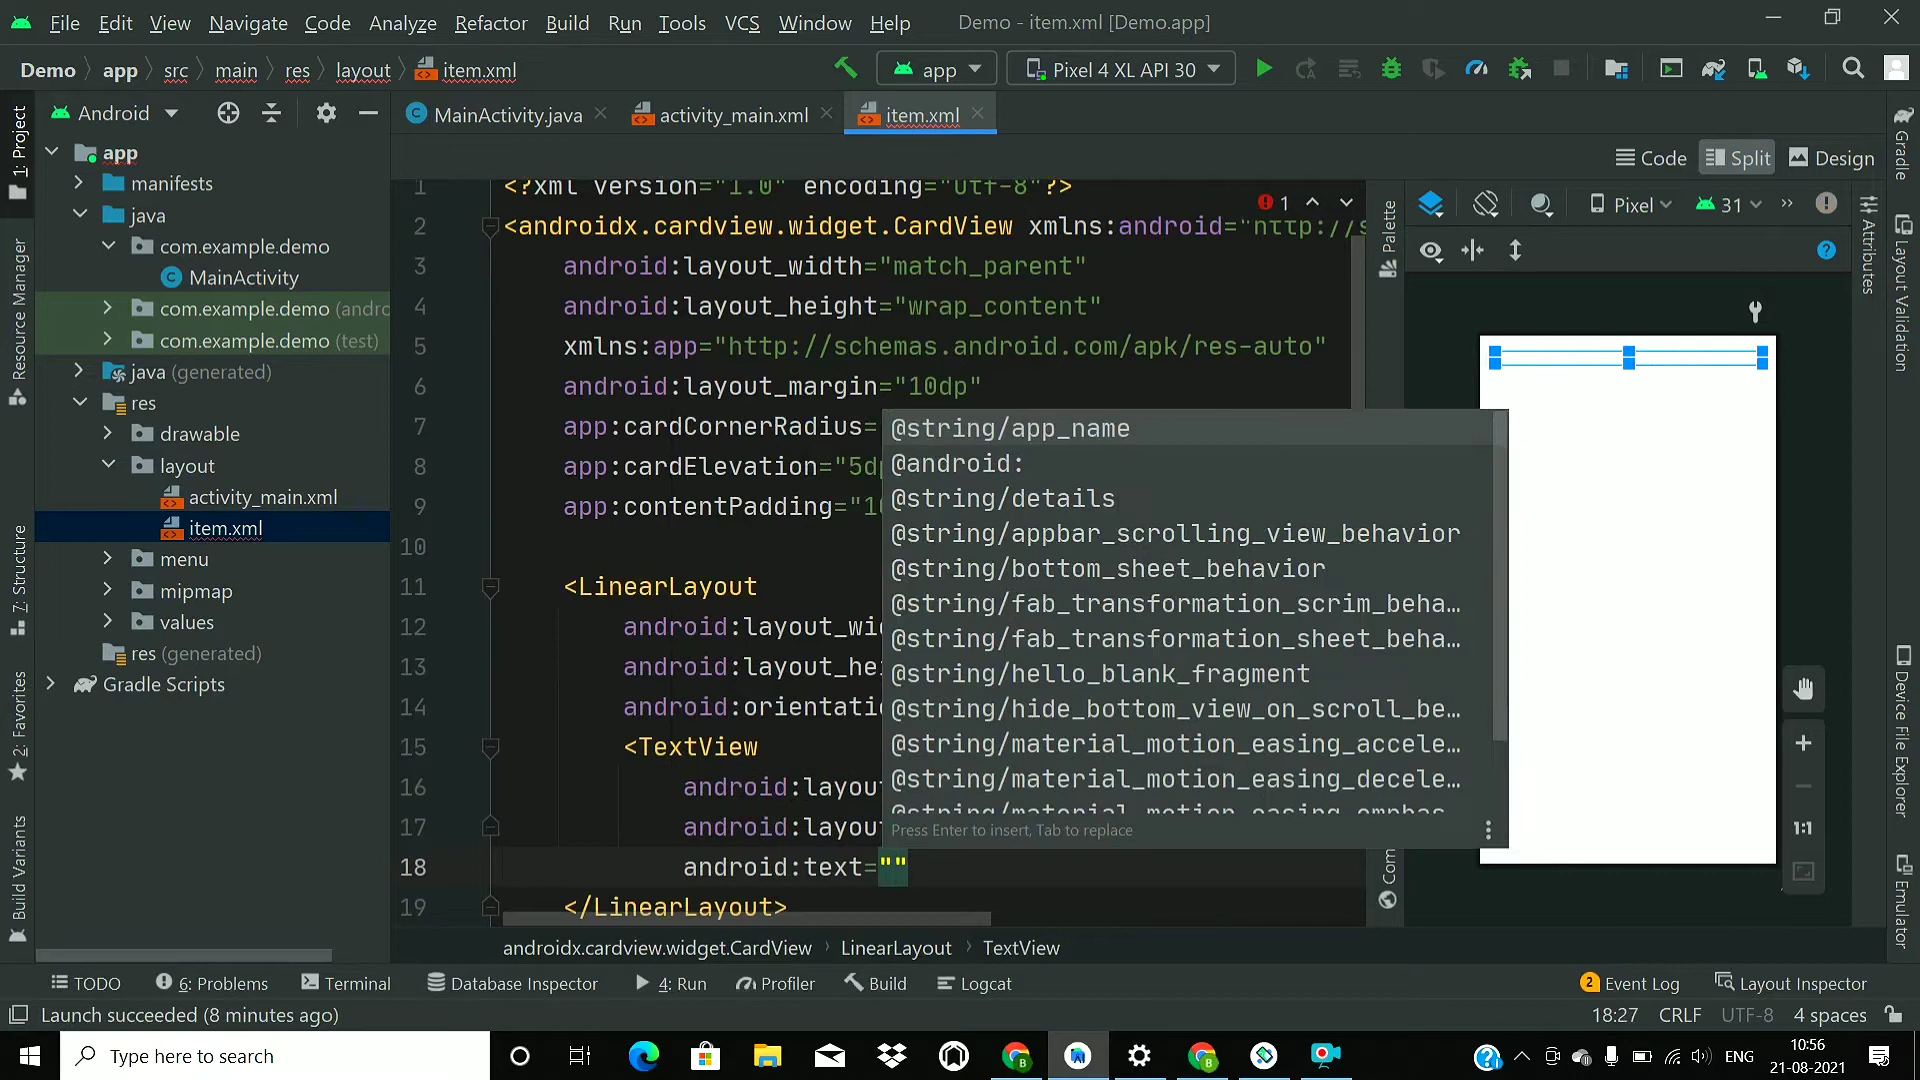 File Edit View Navigate Code Analyze Refactor Build Run Tools VCS Window Help Demo - item.xml [Demo.app]
Demo app src main res layout item.xml app Pixel 4 XL API 30
Android
MainActivity.java activity_main.xml item.xml
Code Split Design
1: Project
Resource Manager
7: Structure
2: Favorites
Build Variants
app
manifests
java
com.example.demo
MainActivity
com.example.demo (andro
com.example.demo (test)
java (generated)
res
drawable
layout
activity_main.xml
item.xml
menu
mipmap
values
res (generated)
Gradle Scripts
1 <?xml version="1.0" encoding="utf-8"?>
2 <androidx.cardview.widget.CardView xmlns:android="http://s
3 android:layout_width="match_parent"
4 android:layout_height="wrap_content"
5 xmlns:app="http://schemas.android.com/apk/res-auto"
6 android:layout_margin="10dp"
7 app:cardCornerRadius=
8 app:cardElevation="5dp
9 app:contentPadding="10
10
11 <LinearLayout
12 android:layout_wi
13 android:layout_he
14 android:orientatio
15 <TextView
16 android:layou
17 android:layou
18 android:text=""
19 </LinearLayout>
1
@string/app_name
@android:
@string/details
@string/appbar_scrolling_view_behavior
@string/bottom_sheet_behavior
@string/fab_transformation_scrim_beha…
@string/fab_transformation_sheet_beha…
@string/hello_blank_fragment
@string/hide_bottom_view_on_scroll_be…
@string/material_motion_easing_accele…
@string/material_motion_easing_decele…
@string/material_motion_easing_emphas
Press Enter to insert, Tab to replace
Palette
Com
Pixel 31
1:1
Attributes
Gradle
Layout Validation
Device File Explorer
Emulator
androidx.cardview.widget.CardView LinearLayout TextView
TODO 6: Problems Terminal Database Inspector 4: Run Profiler Build Logcat 2 Event Log Layout Inspector
Launch succeeded (8 minutes ago) 18:27 CRLF UTF-8 4 spaces
Type here to search ENG 10:56
21-08-2021